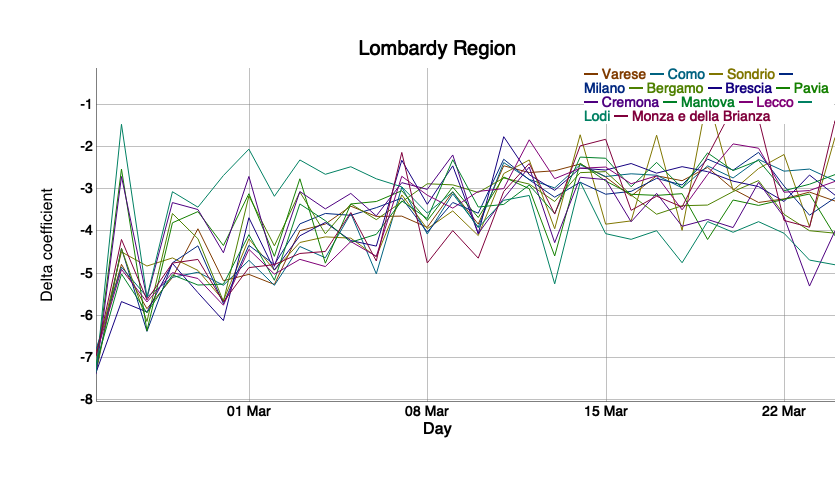 Lombardy Region
— Varese — Como — Sondrio —
Milano — Bergamo — Brescia — Pavia
— Cremona — Mantova — Lecco —
Lodi — Monza e della Brianza
Delta coefficient
-1
-2
-3
-4
-5
-6
-7
-8
01 Mar 08 Mar 15 Mar 22 Mar
Day